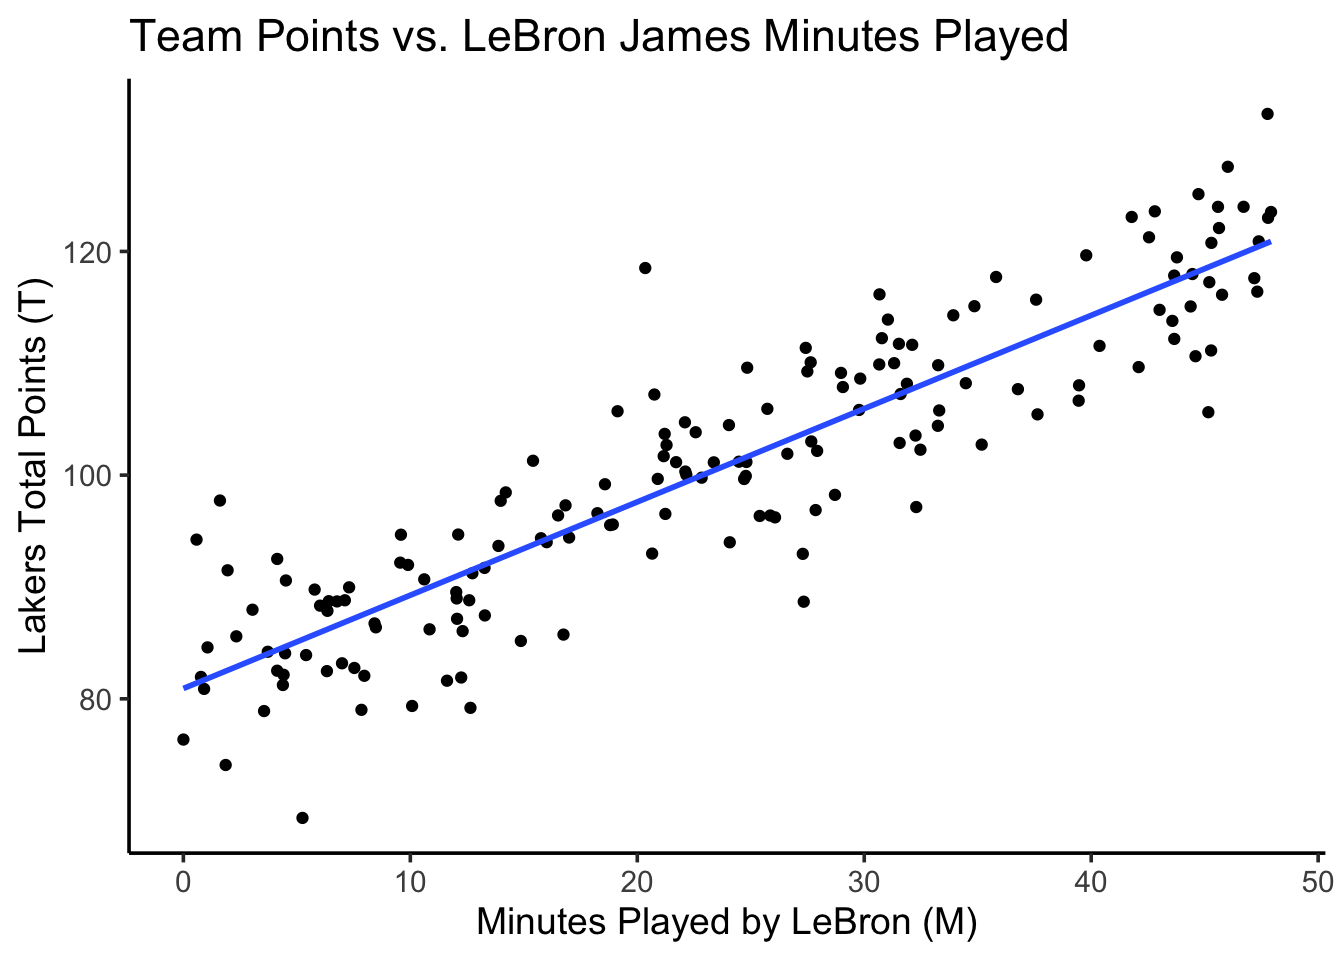 Team Points vs. LeBron James Minutes Played
Lakers Total Points (T)
120
100
80
0 10 20 30 40 50
Minutes Played by LeBron (M)